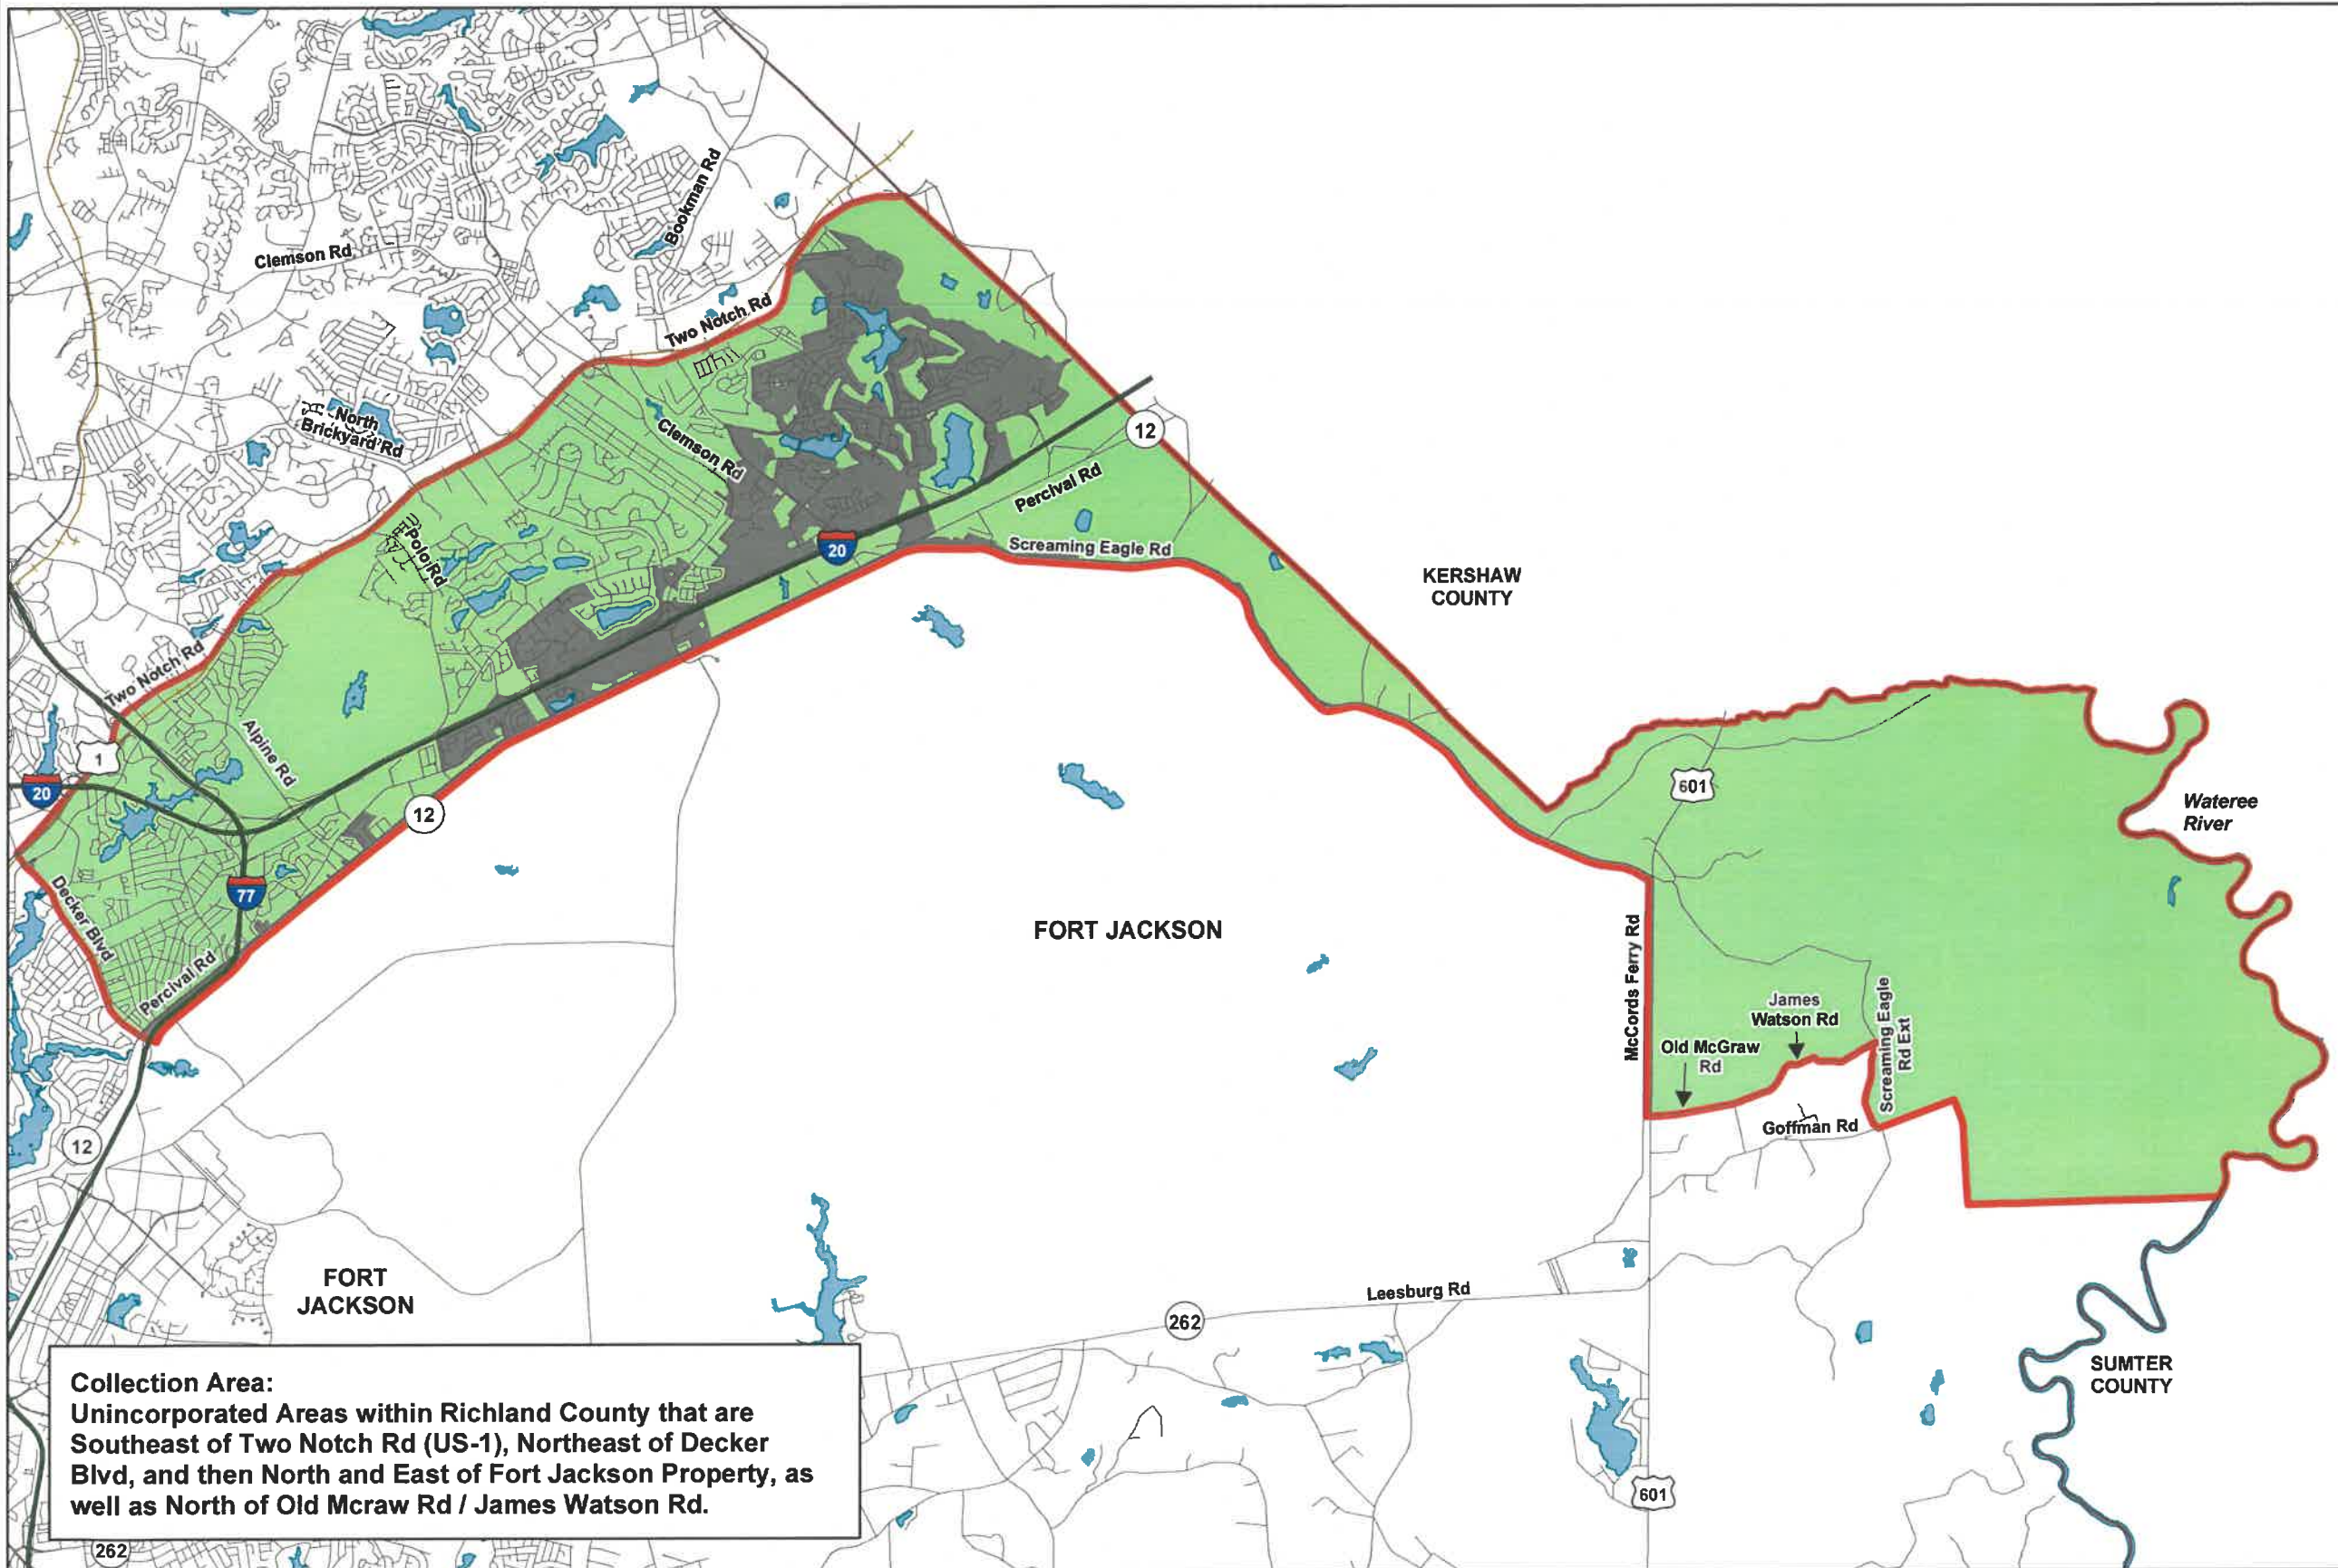 Bookman Rd
Clemson Rd
Two Notch Rd
North
Brickyard Rd
Clemson Rd
12
Percival Rd
Polo Rd
20
Screaming Eagle Rd
KERSHAW
COUNTY
Two Notch Rd
Alpine Rd
1
20
601
Wateree
River
12
77
Decker Blvd
FORT JACKSON
McCords Ferry Rd
Percival Rd
James
Watson Rd
Screaming Eagle
Rd Ext
Old McGraw
Rd
Goffman Rd
12
FORT
JACKSON
Leesburg Rd
262
SUMTER
COUNTY
Collection Area:
Unincorporated Areas within Richland County that are
Southeast of Two Notch Rd (US-1), Northeast of Decker
Blvd, and then North and East of Fort Jackson Property, as
well as North of Old Mcraw Rd / James Watson Rd.
601
262